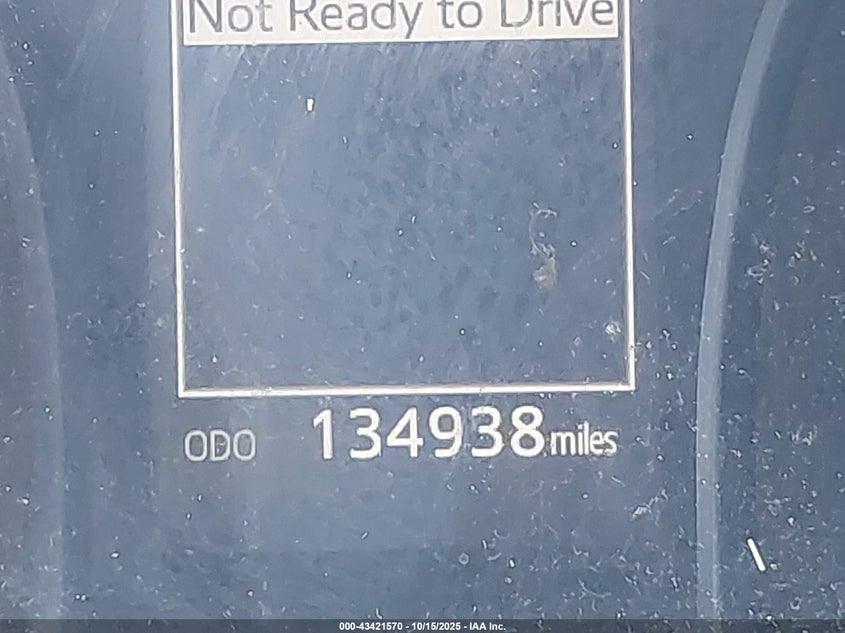 Not Ready to Drive
ODO 134938 miles
000-43421570 - 10/15/2025 - IAA Inc.